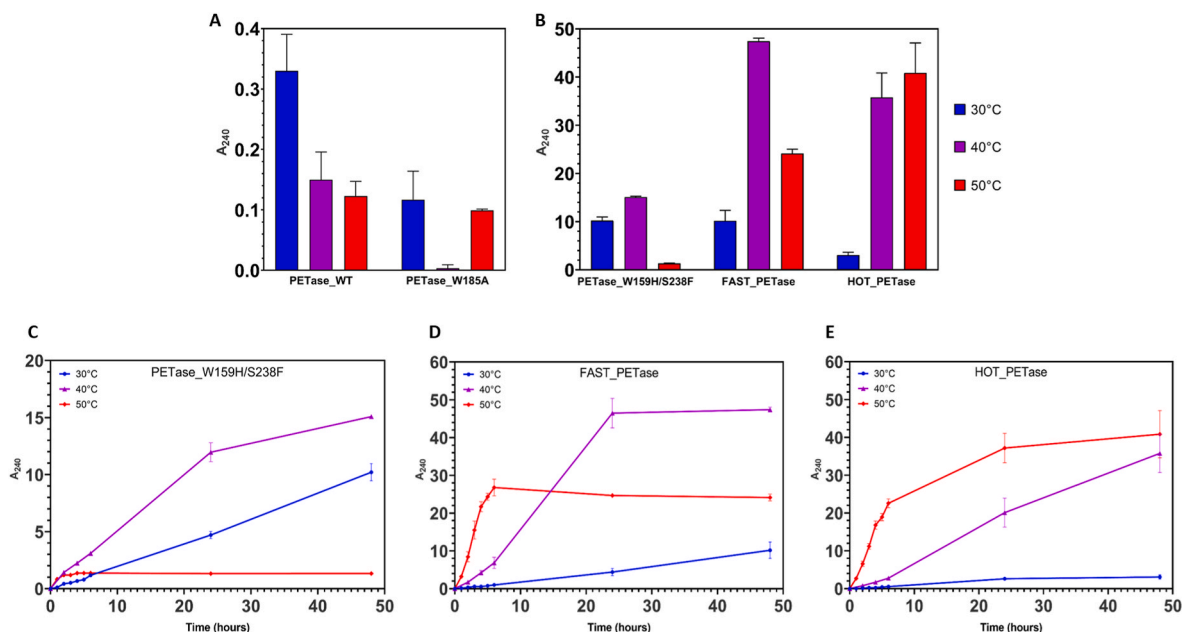 A
B
A240
0.4
0.3
0.2
0.1
0.0
PETase_WT
PETase_W185A
A240
50
40
30
20
10
0
PETase_W159H/S238F
FAST_PETase
HOT_PETase
30°C
40°C
50°C
C
PETase_W159H/S238F
30°C
40°C
50°C
A240
20
15
10
5
0
0
10
20
30
40
50
Time (hours)
D
FAST_PETase
30°C
40°C
50°C
A240
60
50
40
30
20
10
0
0
10
20
30
40
50
Time (hours)
E
HOT_PETase
30°C
40°C
50°C
A240
60
50
40
30
20
10
0
0
10
20
30
40
50
Time (hours)